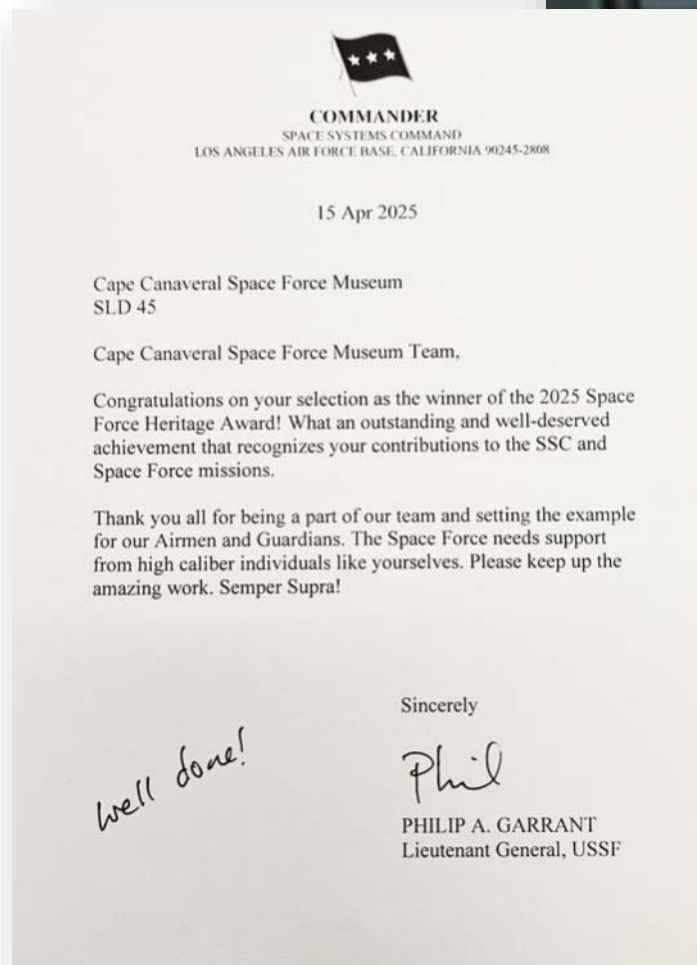 COMMANDER
SPACE SYSTEMS COMMAND
LOS ANGELES AIR FORCE BASE, CALIFORNIA 90245-2808
15 Apr 2025
Cape Canaveral Space Force Museum
SLD 45
Cape Canaveral Space Force Museum Team,
Congratulations on your selection as the winner of the 2025 Space
Force Heritage Award! What an outstanding and well-deserved
achievement that recognizes your contributions to the SSC and
Space Force missions.
Thank you all for being a part of our team and setting the example
for our Airmen and Guardians. The Space Force needs support
from high caliber individuals like yourselves. Please keep up the
amazing work. Semper Supra!
Sincerely
well done!
Phil
PHILIP A. GARRANT
Lieutenant General, USSF